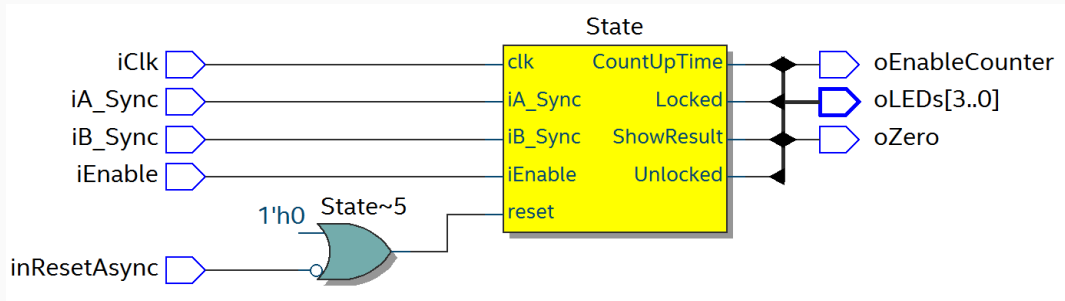 State
iClk
clk
CountUpTime
oEnableCounter
iA_Sync
iA_Sync
Locked
oLEDs[3..0]
iB_Sync
iB_Sync
ShowResult
oZero
iEnable
iEnable
Unlocked
1'h0
State~5
reset
inResetAsync